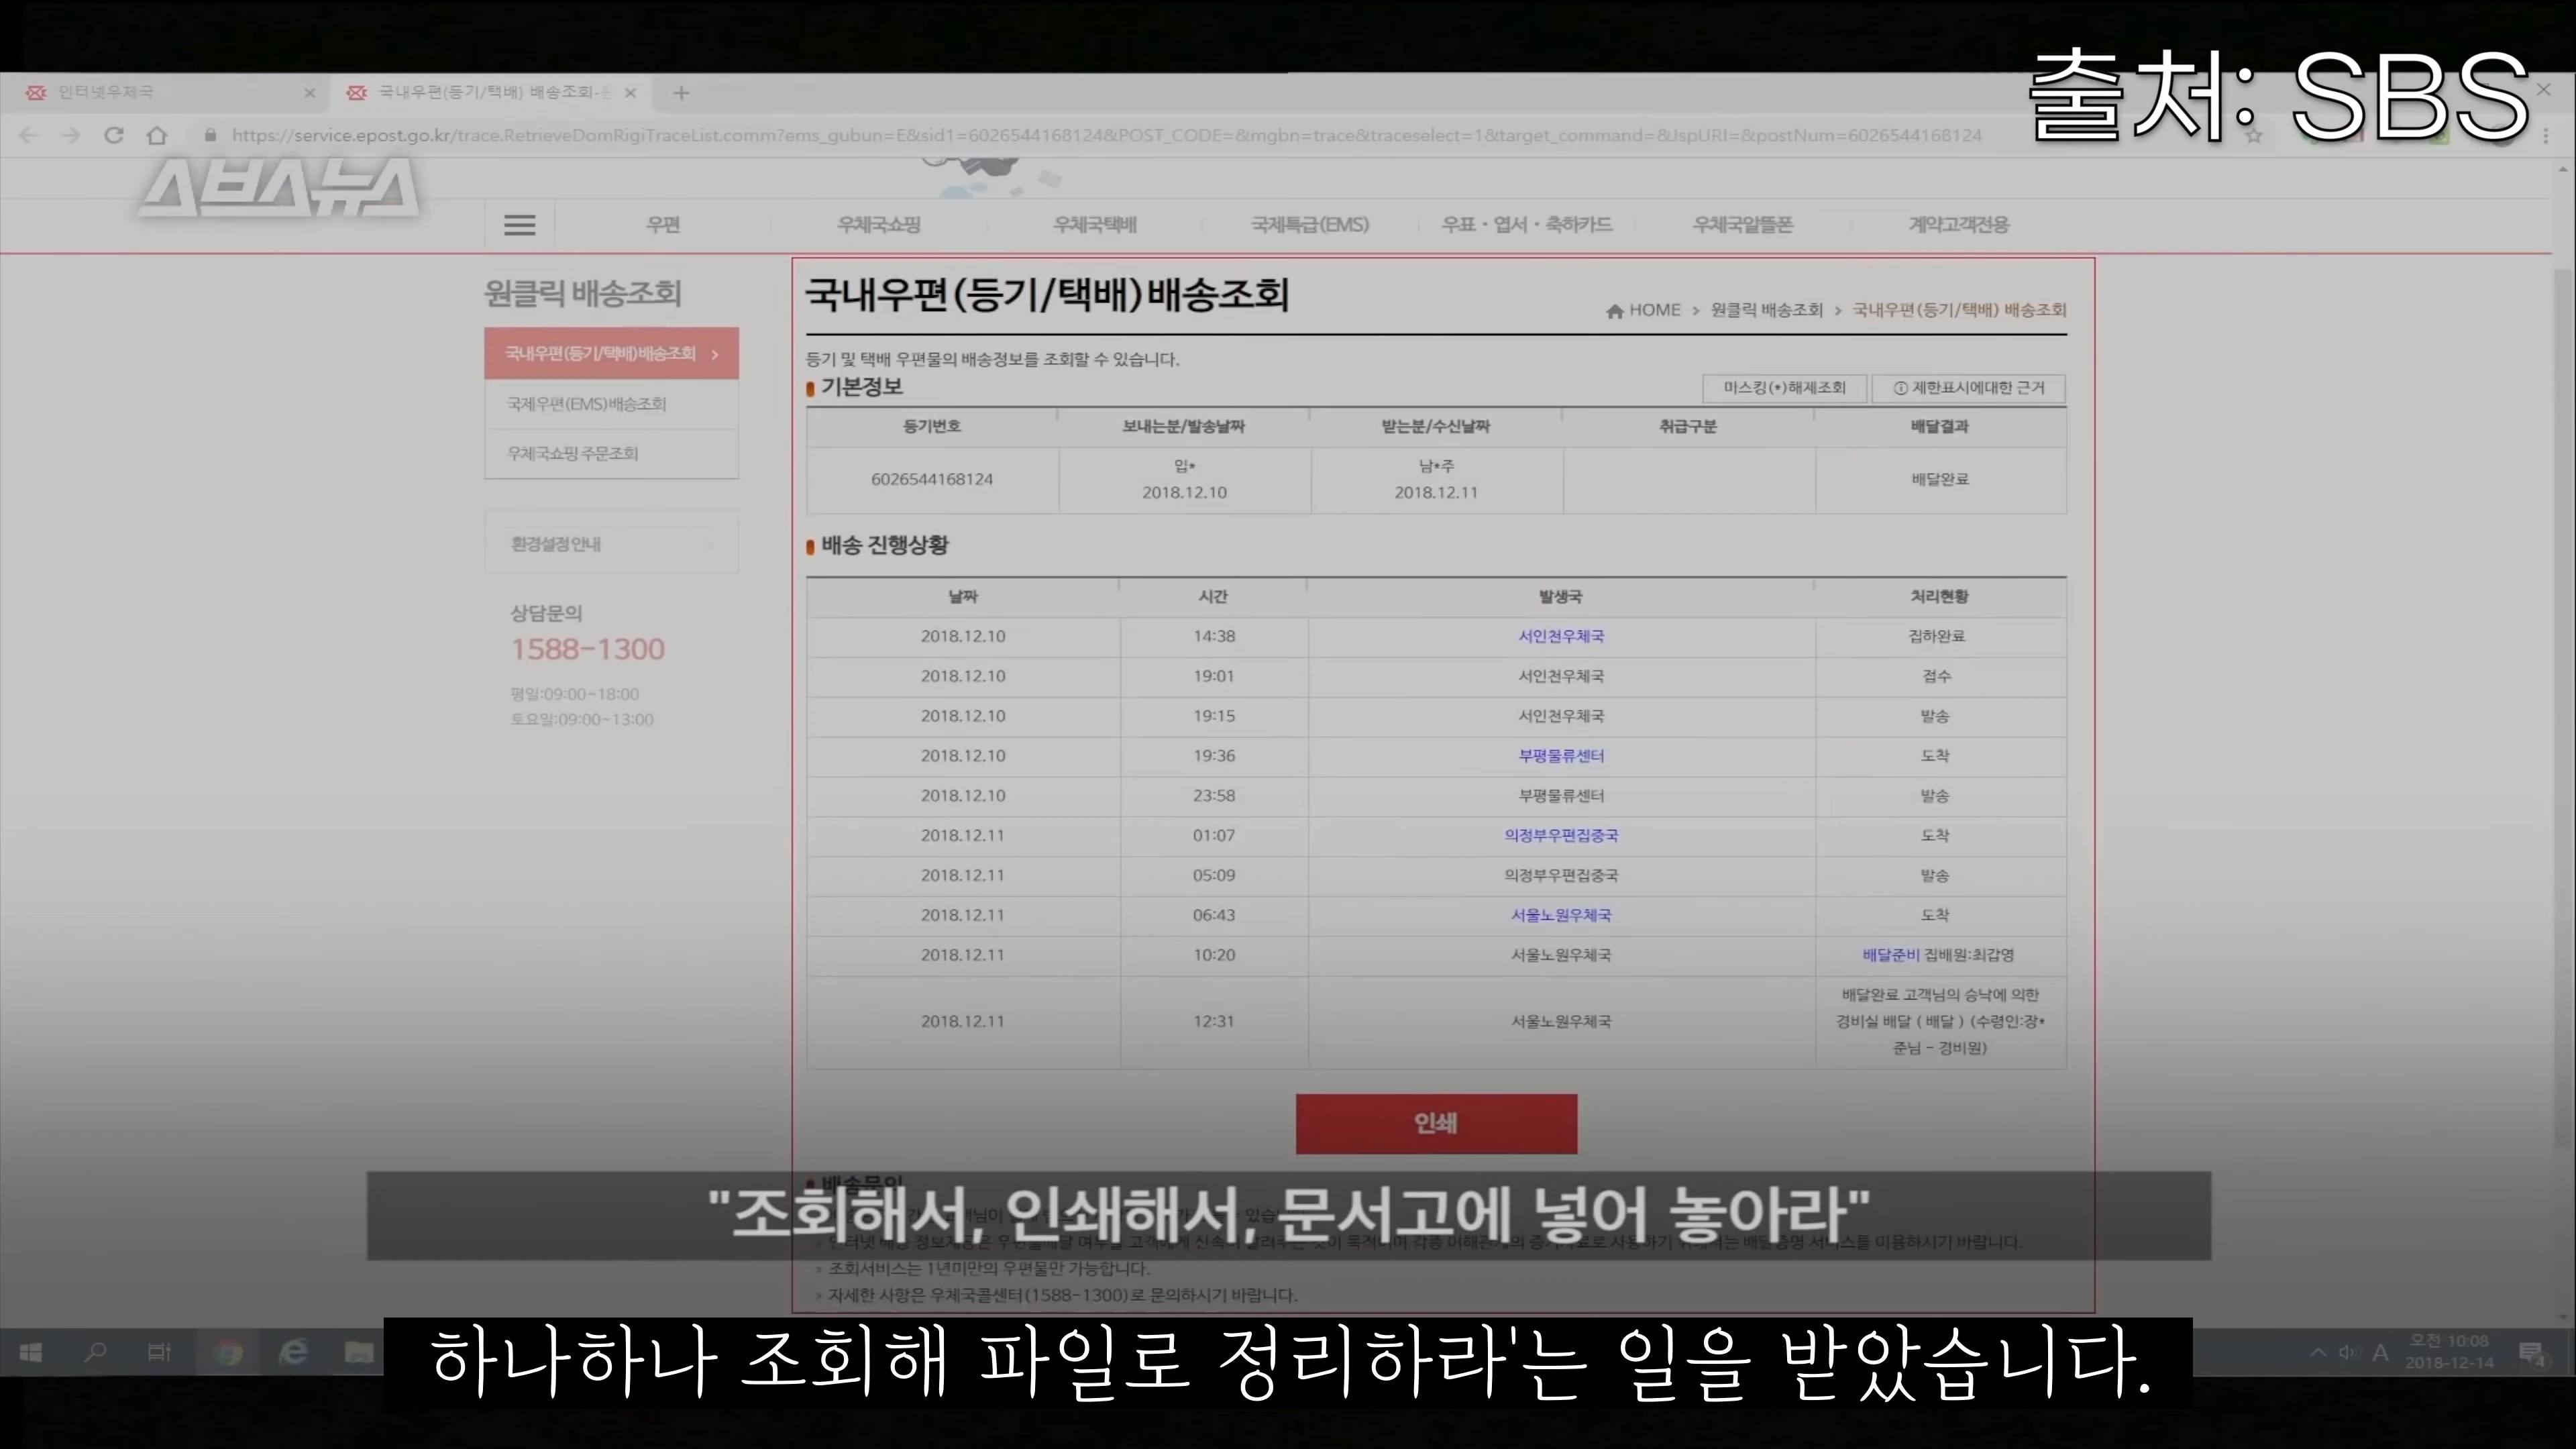 출처: SBS
인터넷우체국
국내우편(등기/택배) 배송조회
https://service.epost.go.kr/trace.RetrieveDomRigiTraceList.comm?ems_gubun=E&sid1=6026544168124&POST_CODE=&mgbn=trace&traceselect=1&target_command=&JspURI=&postNum=6026544168124
스브스뉴스
우편 우체국쇼핑 우체국택배 국제특급(EMS) 우표·엽서·축하카드 우체국알뜰폰 계약고객전용
원클릭 배송조회
국내우편(등기/택배)배송조회
국제우편(EMS)배송조회
우체국쇼핑 주문조회
환경설정 안내
상담문의
1588-1300
평일:09:00~18:00
토요일:09:00~13:00
국내우편(등기/택배)배송조회
HOME > 원클릭 배송조회 > 국내우편(등기/택배) 배송조회
등기 및 택배 우편물의 배송정보를 조회할 수 있습니다.
기본정보
마스킹(*)해제조회 제한표시에대한 근거
등기번호 보내는분/발송날짜 받는분/수신날짜 취급구분 배달결과
6026544168124 입* 2018.12.10 남*주 2018.12.11 배달완료
배송 진행상황
날짜 시간 발생국 처리현황
2018.12.10 14:38 서인천우체국 집하완료
2018.12.10 19:01 서인천우체국 접수
2018.12.10 19:15 서인천우체국 발송
2018.12.10 19:36 부평물류센터 도착
2018.12.10 23:58 부평물류센터 발송
2018.12.11 01:07 의정부우편집중국 도착
2018.12.11 05:09 의정부우편집중국 발송
2018.12.11 06:43 서울노원우체국 도착
2018.12.11 10:20 서울노원우체국 배달준비 집배원:최갑영
2018.12.11 12:31 서울노원우체국 배달완료 고객님의 승낙에 의한
경비실 배달 ( 배달 ) (수령인:장*
준님 - 경비원)
인쇄
배송문의
"조회해서, 인쇄해서, 문서고에 넣어 놓아라"
조회서비스는 1년미만의 우편물만 가능합니다.
자세한 사항은 우체국콜센터(1588-1300)로 문의하시기 바랍니다.
하나하나 조회해 파일로 정리하라'는 일을 받았습니다.
A
오전 10:08
2018-12-14
4